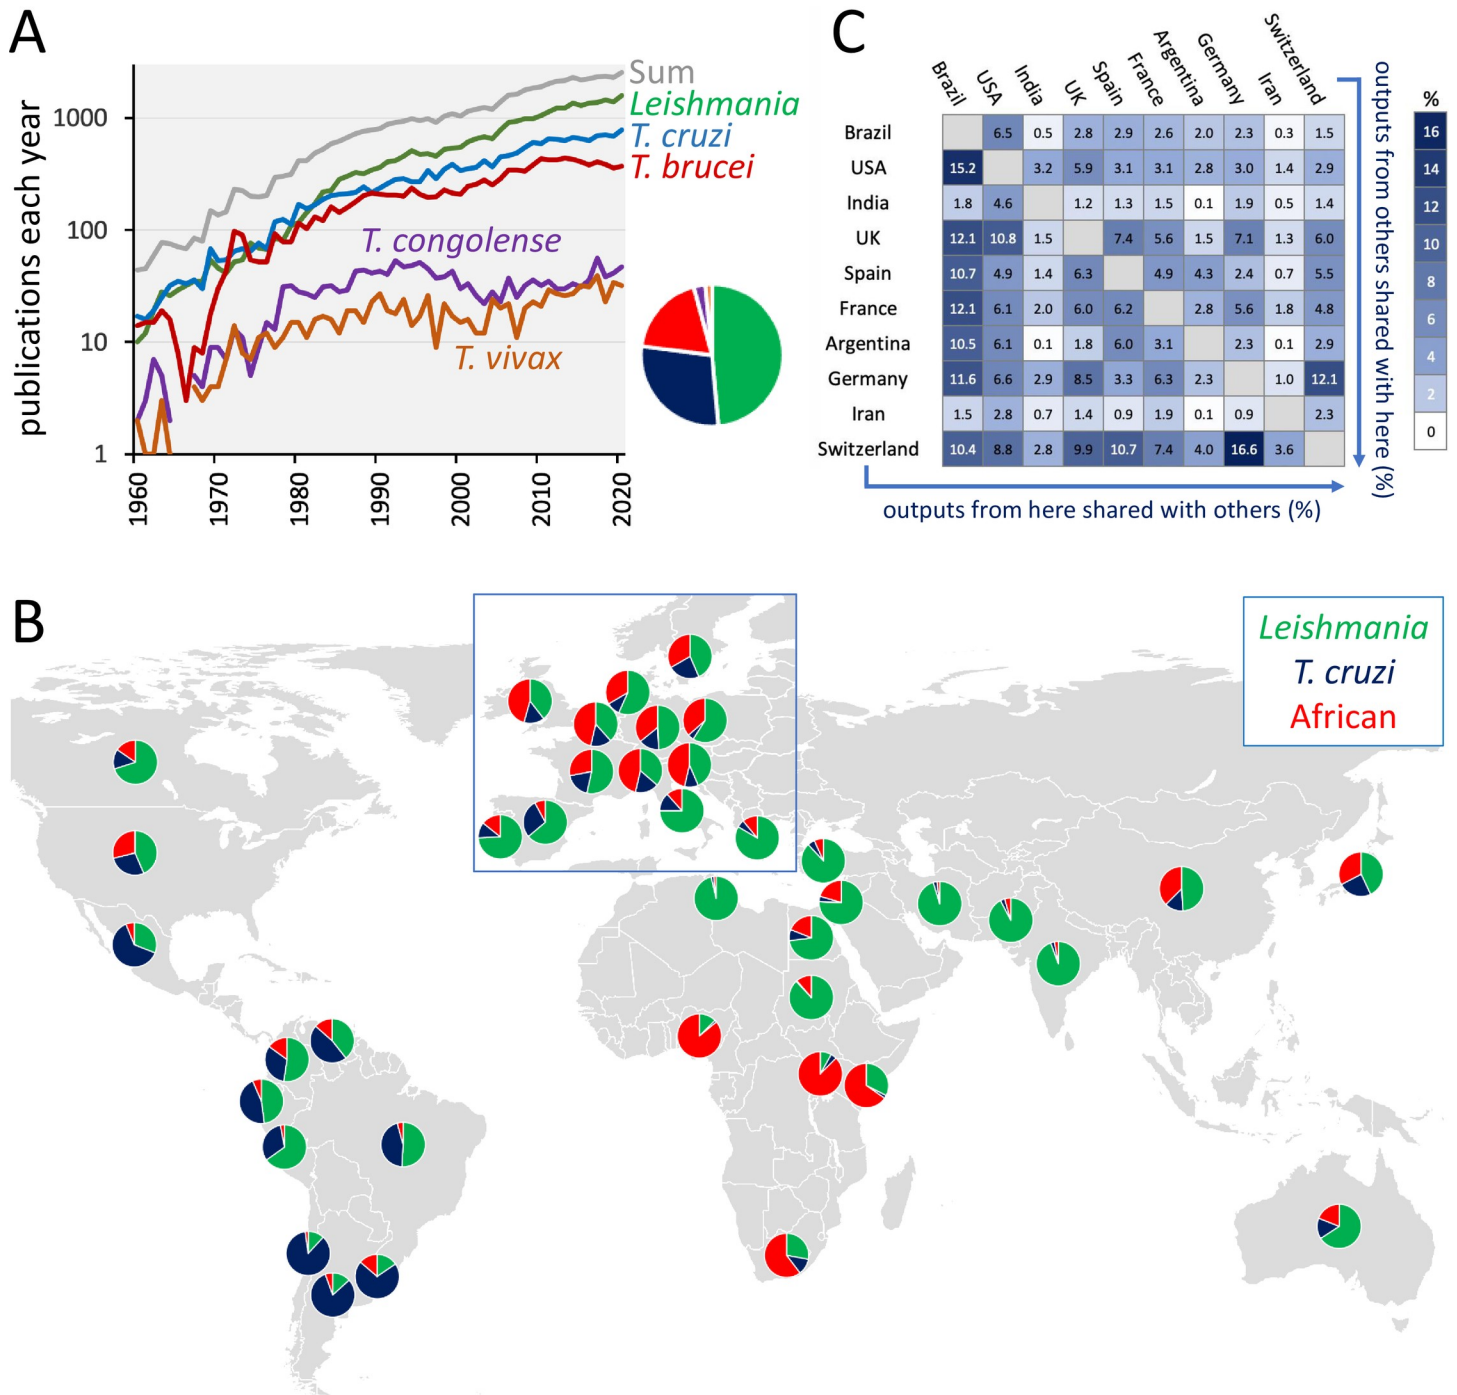 A
publications each year
1000
100
10
1
1960
1970
1980
1990
2000
2010
2020
Sum
Leishmania
T. cruzi
T. brucei
T. congolense
T. vivax
C
Brazil
USA
India
UK
Spain
France
Argentina
Germany
Iran
Switzerland
Brazil 6.5 0.5 2.8 2.9 2.6 2.0 2.3 0.3 1.5
USA 15.2 3.2 5.9 3.1 3.1 2.8 3.0 1.4 2.9
India 1.8 4.6 1.2 1.3 1.5 0.1 1.9 0.5 1.4
UK 12.1 10.8 1.5 7.4 5.6 1.5 7.1 1.3 6.0
Spain 10.7 4.9 1.4 6.3 4.9 4.3 2.4 0.7 5.5
France 12.1 6.1 2.0 6.0 6.2 2.8 5.6 1.8 4.8
Argentina 10.5 6.1 0.1 1.8 6.0 3.1 2.3 0.1 2.9
Germany 11.6 6.6 2.9 8.5 3.3 6.3 2.3 1.0 12.1
Iran 1.5 2.8 0.7 1.4 0.9 1.9 0.1 0.9 2.3
Switzerland 10.4 8.8 2.8 9.9 10.7 7.4 4.0 16.6 3.6
outputs from here shared with others (%)
outputs from others shared with here (%)
%
16
14
12
10
8
6
4
2
0
B
Leishmania
T. cruzi
African